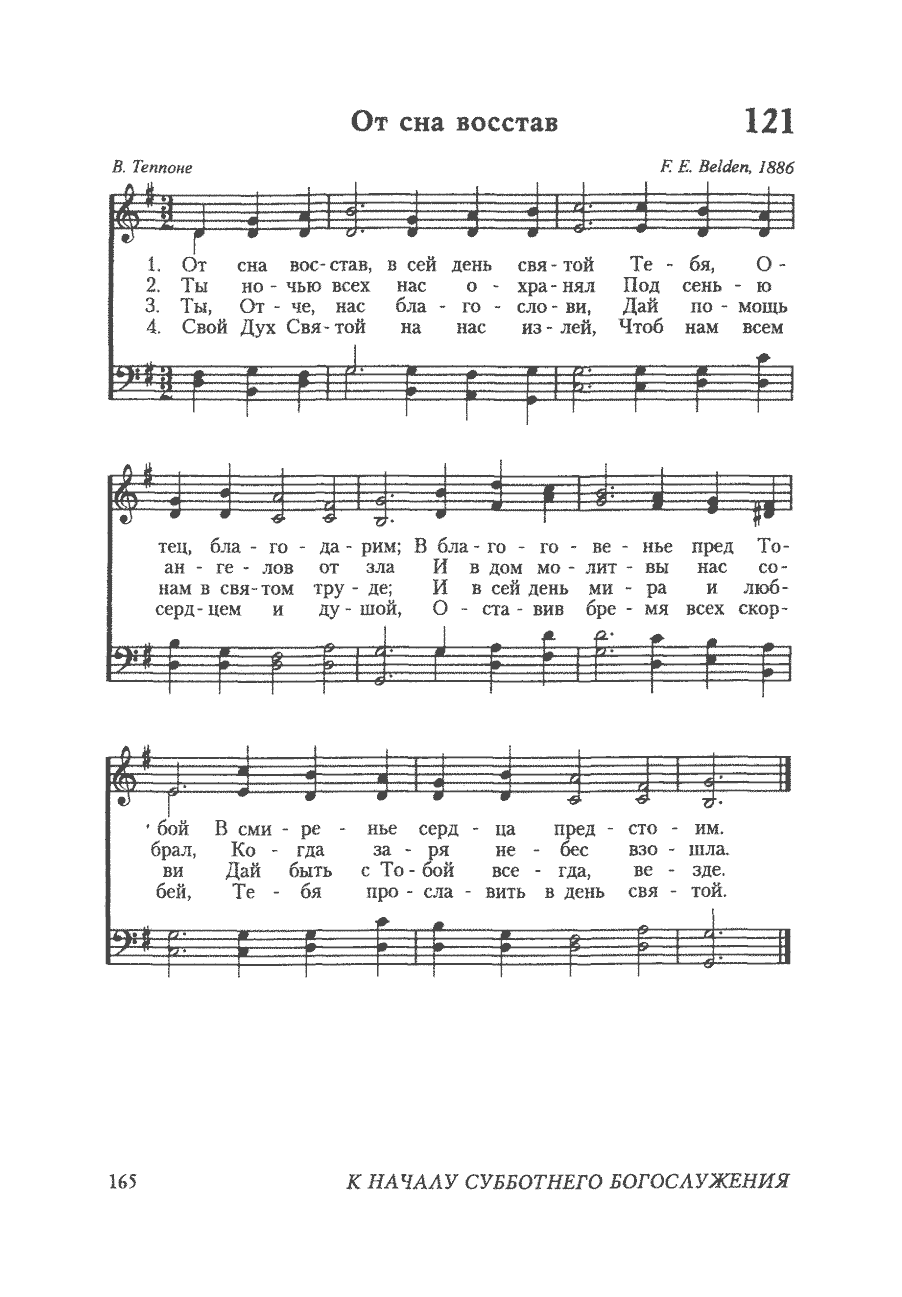 От сна восстав 121
В. Теппоне F. E. Belden, 1886
1. От сна вос- став, в сей день свя - той Те - бя, О -
2. Ты но - чью всех нас о - хра - нял Под сень - ю
3. Ты, От - че, нас бла - го - сло - ви, Дай по - мощь
4. Свой Дух Свя - той на нас из - лей, Чтоб нам всем
тец, бла - го - да - рим; В бла - го - го - ве - нье пред То-
ан - ге - лов от зла И в дом мо - лит - вы нас со-
нам в свя- том тру - де; И в сей день ми - ра и люб-
серд- цем и ду - шой, О - ста - вив бре - мя всех скор-
бой В сми - ре - нье серд - ца пред - сто - им.
брал, Ко - гда за - ря не - бес взо - шла.
ви Дай быть с То - бой все - гда, ве - зде.
бей, Те - бя про - сла - вить в день свя - той.
165 К НАЧАЛУ СУББОТНЕГО БОГОСЛУЖЕНИЯ